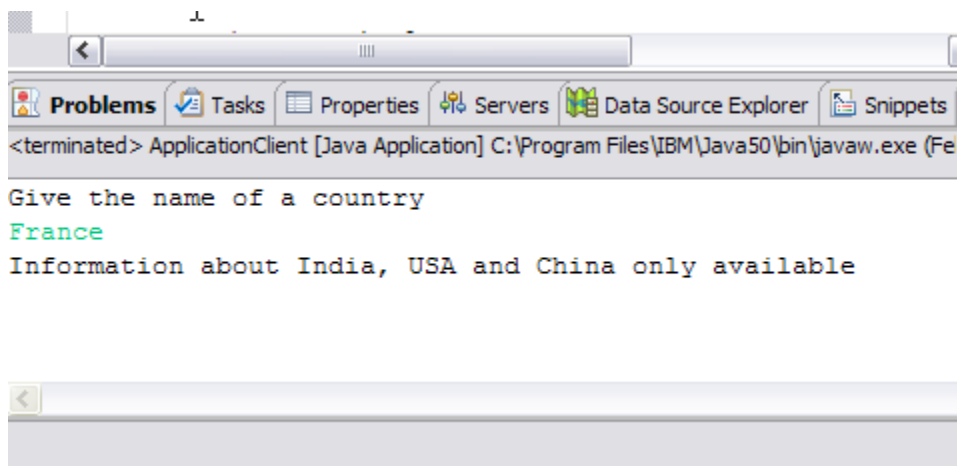 Problems Tasks Properties Servers Data Source Explorer Snippets
<terminated> ApplicationClient [Java Application] C:\Program Files\IBM\Java50\bin\javaw.exe (Fe
Give the name of a country
France
Information about India, USA and China only available